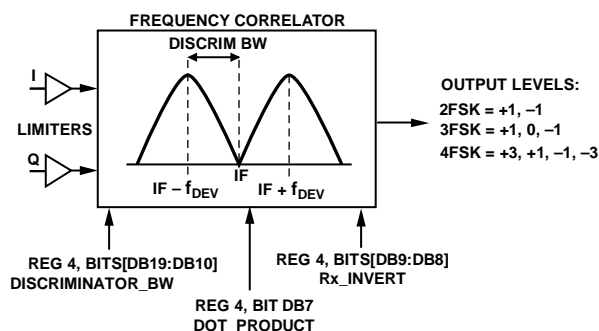 FREQUENCY CORRELATOR
DISCRIM BW
I
LIMITERS
Q
IF
IF – fDEV
IF + fDEV
OUTPUT LEVELS:
2FSK = +1, –1
3FSK = +1, 0, –1
4FSK = +3, +1, –1, –3
REG 4, BITS[DB19:DB10]
DISCRIMINATOR_BW
REG 4, BIT DB7
DOT_PRODUCT
REG 4, BITS[DB9:DB8]
Rx_INVERT